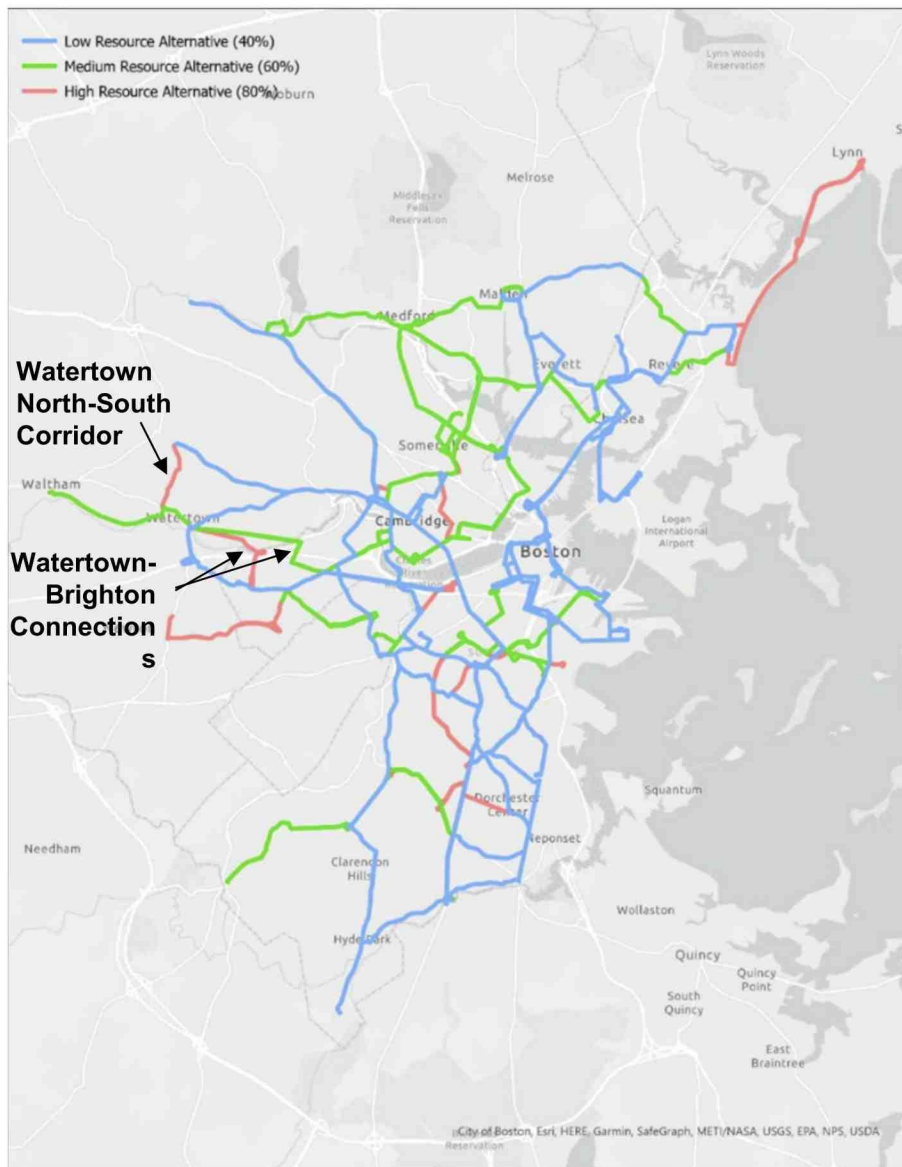 Low Resource Alternative (40%)
Medium Resource Alternative (60%)
High Resource Alternative (80%)
Lynn Woods
Reservation
Lynn
Melrose
Middlesex
Fells
Reservation
Malden
Medford
Everett
Revere
Chelsea
Watertown
North-South
Corridor
Somerville
Waltham
Watertown
Cambridge
Logan
International
Airport
Boston
Watertown-
Brighton
Connection
s
Dorchester
Center
Squantum
Neponset
Needham
Clarendon
Hills
Wollaston
Hyde Park
Quincy
Quincy
Point
South
Quincy
East
Braintree
Reservation
City of Boston, Esri, HERE, Garmin, SafeGraph, METI/NASA, USGS, EPA, NPS, USDA